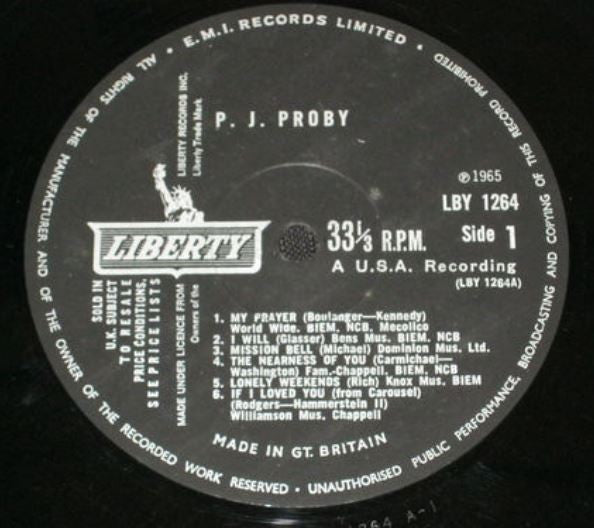 E.M.I. RECORDS LIMITED •
ALL RIGHTS OF THE MANUFACTURER AND OF THE OWNER OF THE RECORDED WORK RESERVED • UNAUTHORISED PUBLIC PERFORMANCE, BROADCASTING AND COPYING OF THIS RECORD PROHIBITED •
LIBERTY RECORDS INC.
Liberty Trade Mark
P. J. PROBY
℗ 1965
LBY 1264
LIBERTY
33⅓ R.P.M.
Side 1
A U.S.A. Recording
(LBY 1264A)
SOLD IN
U.K. SUBJECT
TO RESALE
PRICE CONDITIONS,
SEE PRICE LISTS
MADE UNDER LICENCE FROM
Owners of the
1. MY PRAYER (Boulanger—Kennedy)
World Wide. BIEM. NCB. Mecolico
2. I WILL (Glasser) Bens Mus. BIEM. NCB
3. MISSION BELL (Michael) Dominion Mus. Ltd.
4. THE NEARNESS OF YOU (Carmichael—
Washington) Fam.-Chappell. BIEM. NCB
5. LONELY WEEKENDS (Rich) Knox Mus. BIEM
6. IF I LOVED YOU (from Carousel)
(Rodgers—Hammerstein II)
Williamson Mus. Chappell
MADE IN GT. BRITAIN
264 A-1